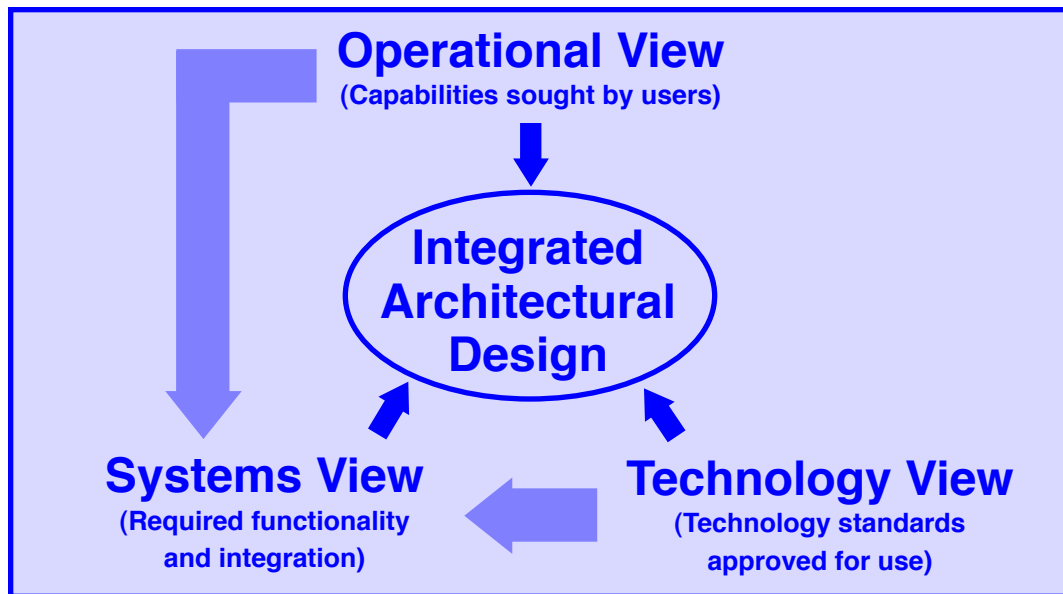 Operational View
(Capabilities sought by users)
Integrated
Architectural
Design
Systems View
(Required functionality
and integration)
Technology View
(Technology standards
approved for use)